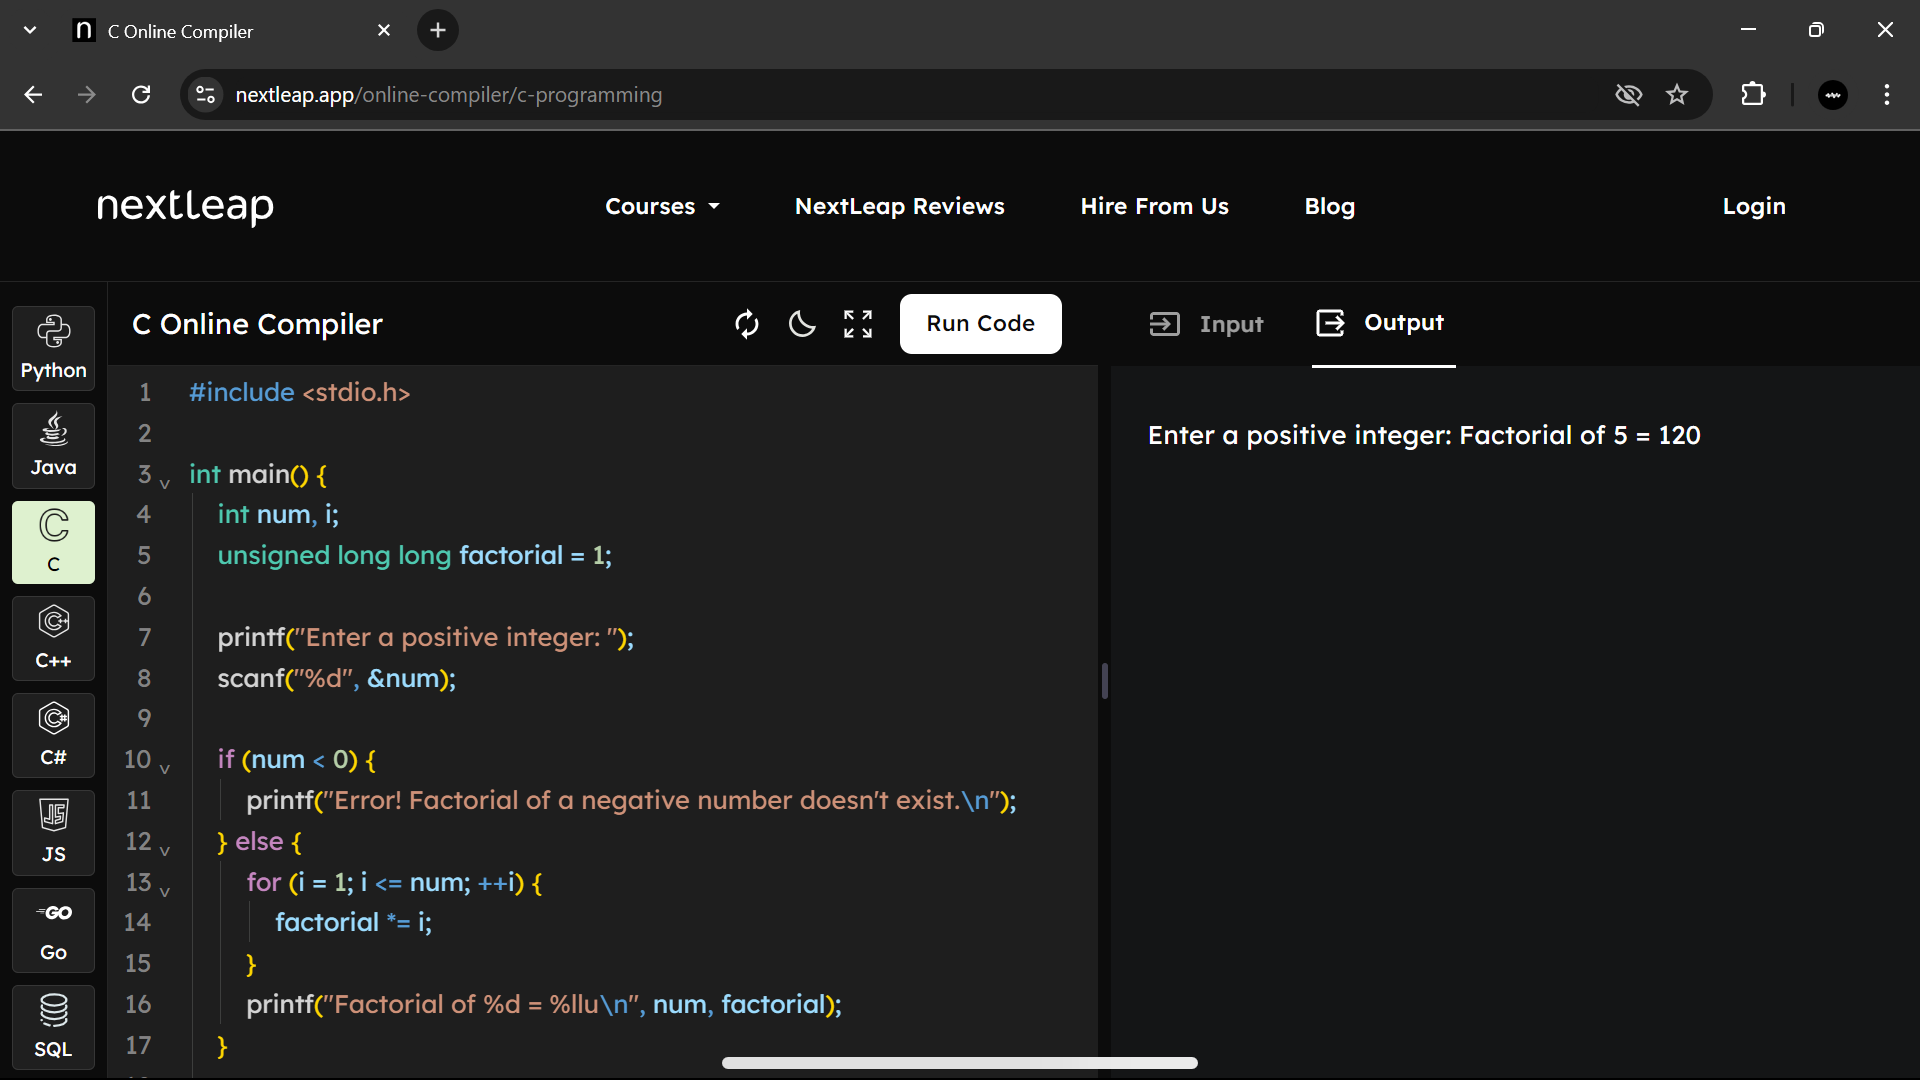 C Online Compiler
nextleap.app/online-compiler/c-programming
nextleap
Courses
NextLeap Reviews
Hire From Us
Blog
Login
Python
Java
C
C
C++
C#
JS
Go
SQL
C Online Compiler
Run Code
Input
Output
1 #include <stdio.h>
2
3 int main() {
4 int num, i;
5 unsigned long long factorial = 1;
6
7 printf("Enter a positive integer: ");
8 scanf("%d", &num);
9
10 if (num < 0) {
11 printf("Error! Factorial of a negative number doesn't exist.\n");
12 } else {
13 for (i = 1; i <= num; ++i) {
14 factorial *= i;
15 }
16 printf("Factorial of %d = %llu\n", num, factorial);
17 }
Enter a positive integer: Factorial of 5 = 120